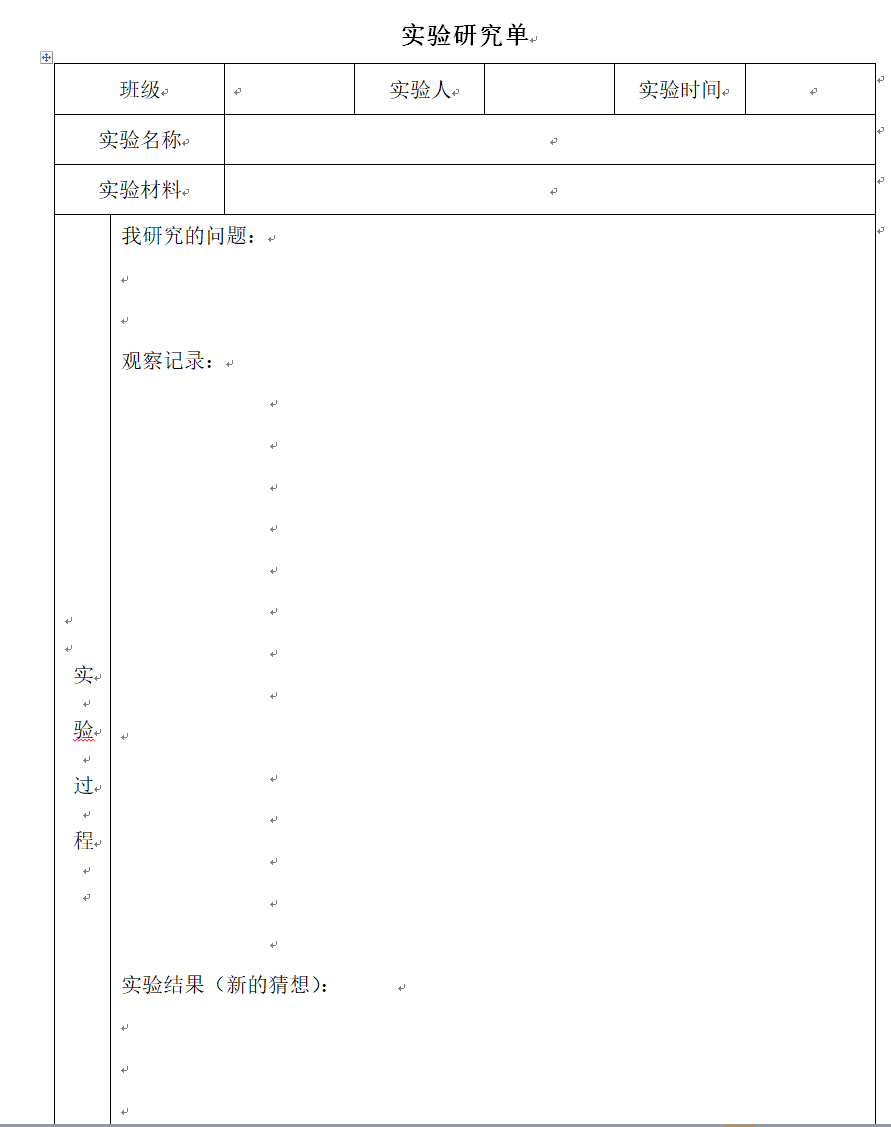 实验研究单
班级 实验人 实验时间
实验名称
实验材料
我研究的问题：
观察记录：
实
验
过
程
实验结果（新的猜想）：